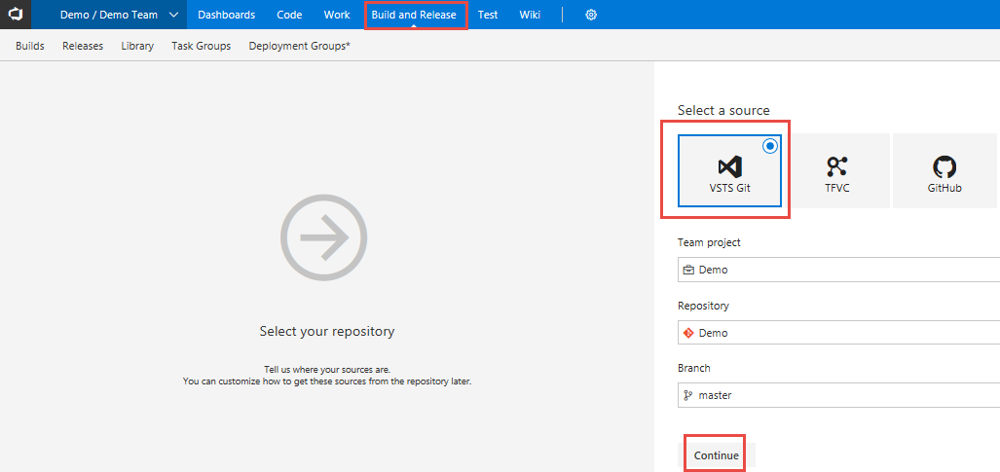 Demo / Demo Team Dashboards Code Work Build and Release Test Wiki
Builds Releases Library Task Groups Deployment Groups*
Select a source
VSTS Git TFVC GitHub
Team project
Demo
Repository
Demo
Select your repository
Tell us where your sources are.
You can customize how to get these sources from the repository later.
Branch
master
Continue